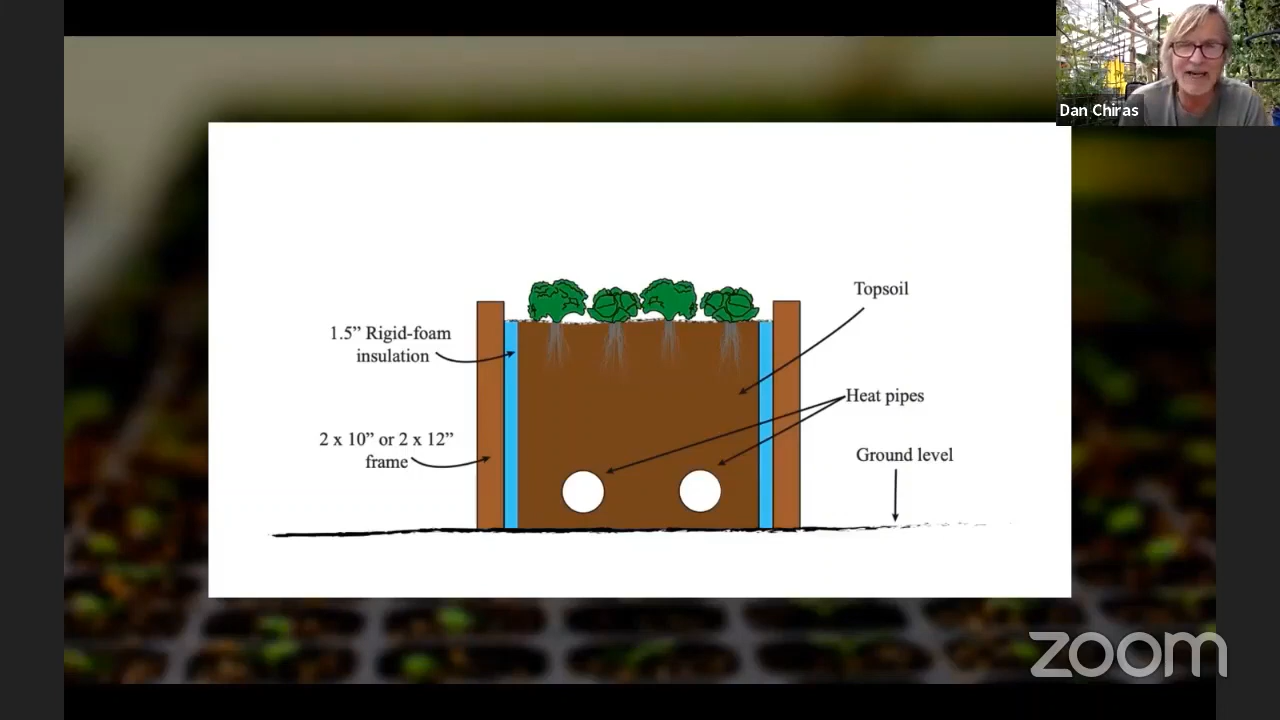 Dan Chiras
Topsoil
1.5” Rigid-foam
insulation
Heat pipes
2 x 10” or 2 x 12”
frame
Ground level
zoom